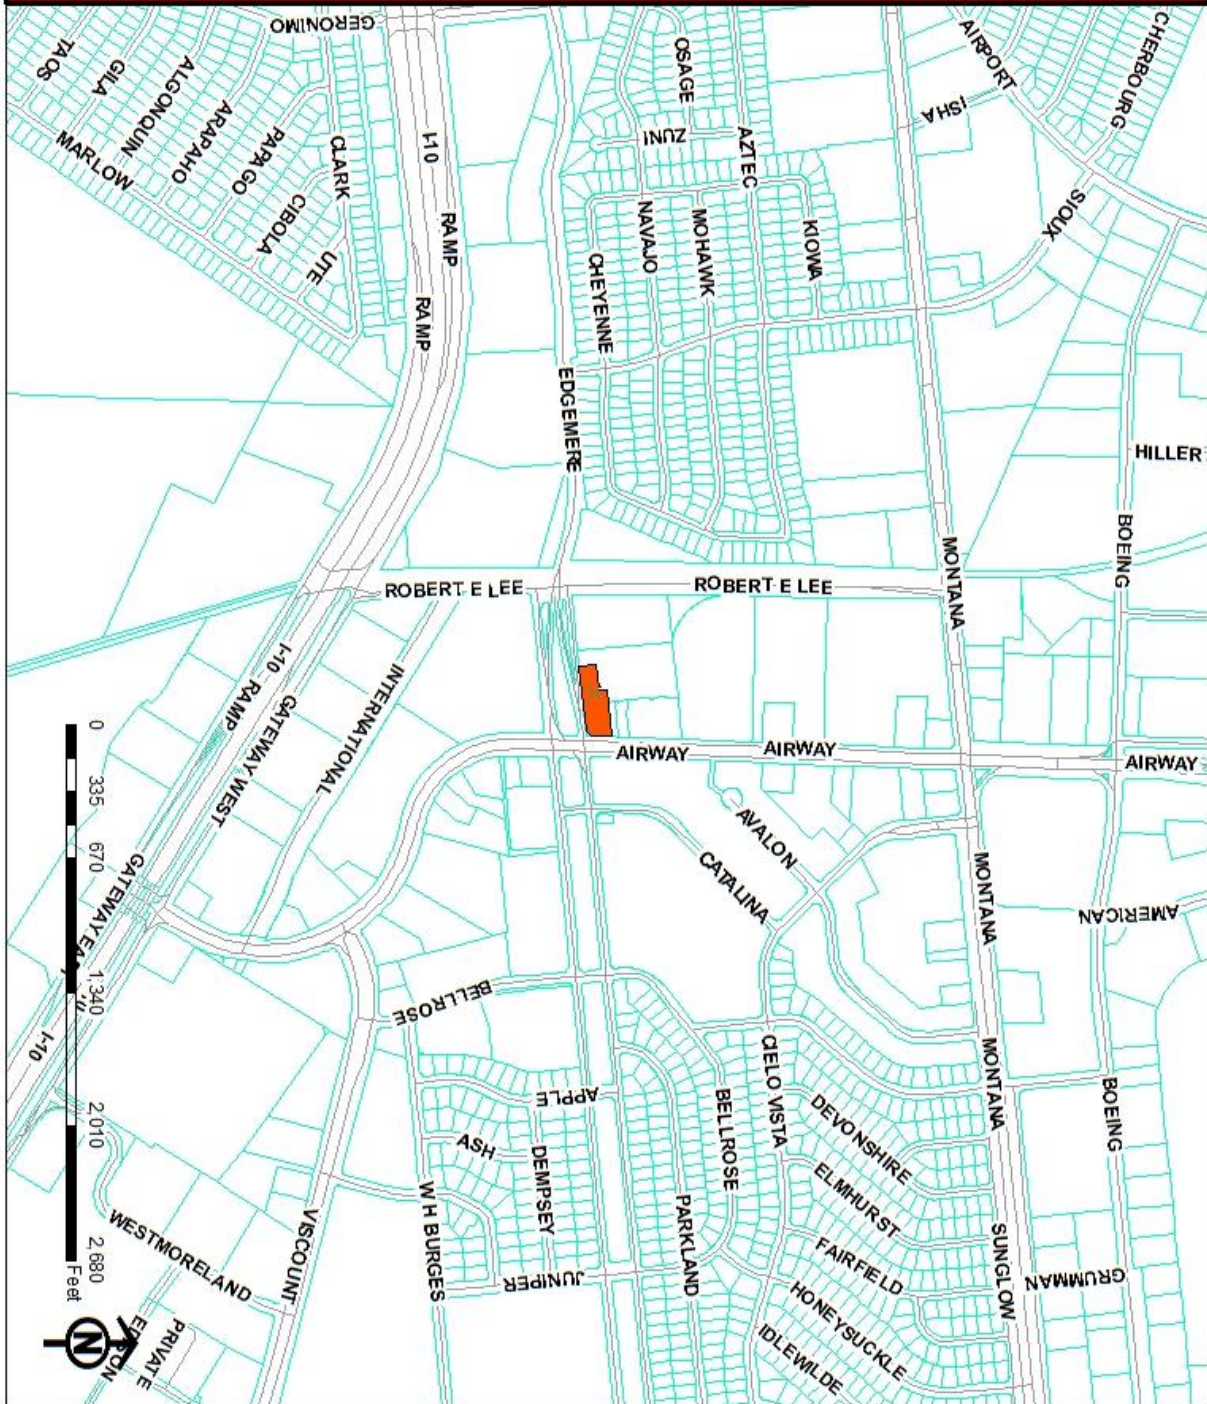 GERONIMO
TAOS
GILA
ALGONQUIN
ARAPAHO
PAPAGO
CIBOLA
UTE
CLARK
MARLOW
I-10
RAMP
RAMP
OSAGE
ZUNI
AZTEC
NAVAJO
MOHAWK
KIOWA
CHEYENNE
EDGEMERE
AIRPORT
ISHA
CHERBOURG
SIOUX
HILLER
BOEING
MONTANA
ROBERT E LEE
ROBERT E LEE
I-10
RAMP
GATEWAY WEST
INTERNATIONAL
AIRWAY
AIRWAY
AIRWAY
AVALON
CATALINA
MONTANA
AMERICAN
GATEWAY
BELLROSE
I-10
CIELO VISTA
BELLROSE
MONTANA
BOEING
DEVONSHIRE
ELMHURST
FAIRFIELD
HONEYSUCKLE
IDLEWILDE
SUNGLOW
GRUMMAN
APPLE
ASH
DEMPSEY
PARKLAND
JUNIPER
W H BURGES
VISCOUNT
WESTMORELAND
PRIVATE
0 335 670 1,340 2,010 2,680
Feet
N